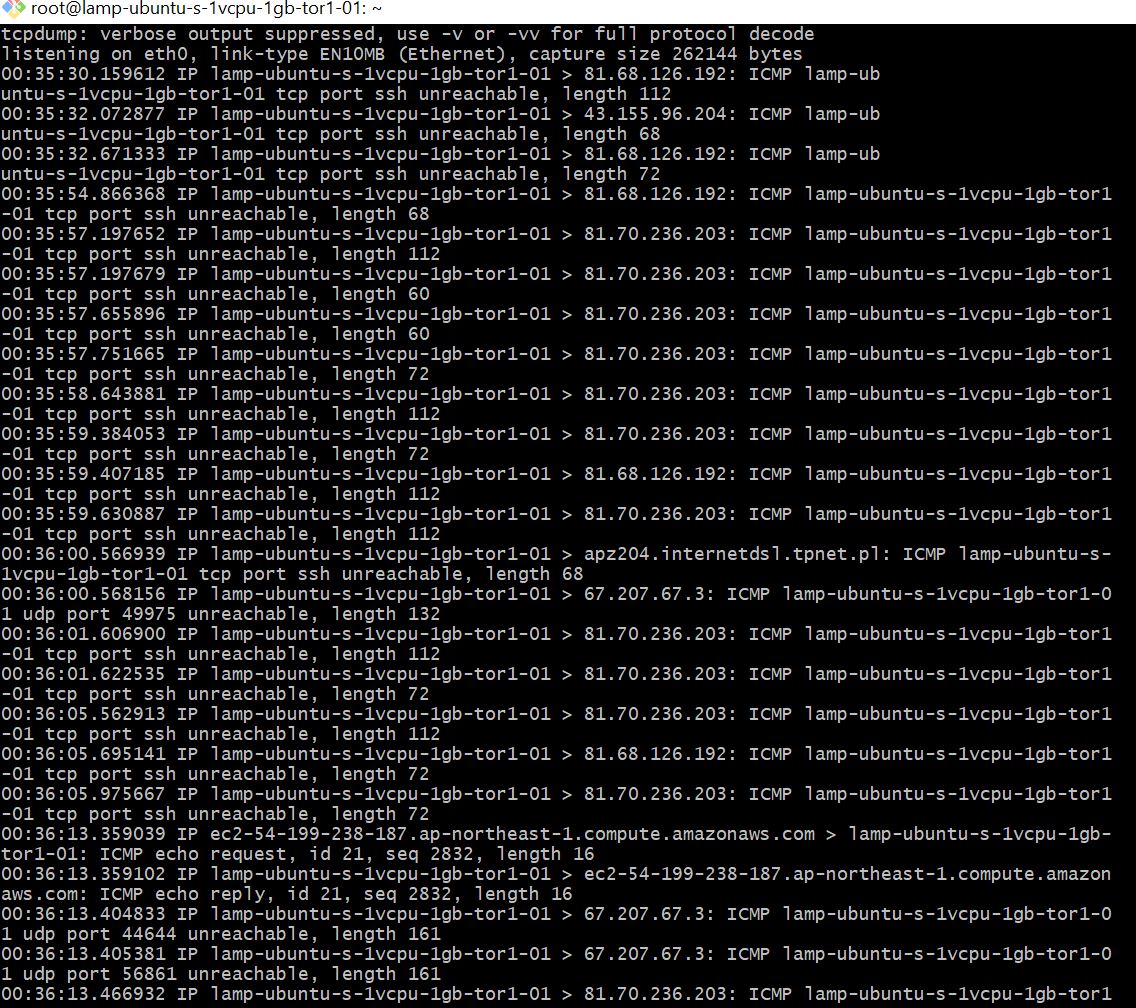 root@lamp-ubuntu-s-1vcpu-1gb-tor1-01: ~
tcpdump: verbose output suppressed, use -v or -vv for full protocol decode
listening on eth0, link-type EN10MB (Ethernet), capture size 262144 bytes
00:35:30.159612 IP lamp-ubuntu-s-1vcpu-1gb-tor1-01 > 81.68.126.192: ICMP lamp-ub
untu-s-1vcpu-1gb-tor1-01 tcp port ssh unreachable, length 112
00:35:32.072877 IP lamp-ubuntu-s-1vcpu-1gb-tor1-01 > 43.155.96.204: ICMP lamp-ub
untu-s-1vcpu-1gb-tor1-01 tcp port ssh unreachable, length 68
00:35:32.671333 IP lamp-ubuntu-s-1vcpu-1gb-tor1-01 > 81.68.126.192: ICMP lamp-ub
untu-s-1vcpu-1gb-tor1-01 tcp port ssh unreachable, length 72
00:35:54.866368 IP lamp-ubuntu-s-1vcpu-1gb-tor1-01 > 81.68.126.192: ICMP lamp-ubuntu-s-1vcpu-1gb-tor1
-01 tcp port ssh unreachable, length 68
00:35:57.197652 IP lamp-ubuntu-s-1vcpu-1gb-tor1-01 > 81.70.236.203: ICMP lamp-ubuntu-s-1vcpu-1gb-tor1
-01 tcp port ssh unreachable, length 112
00:35:57.197679 IP lamp-ubuntu-s-1vcpu-1gb-tor1-01 > 81.70.236.203: ICMP lamp-ubuntu-s-1vcpu-1gb-tor1
-01 tcp port ssh unreachable, length 60
00:35:57.655896 IP lamp-ubuntu-s-1vcpu-1gb-tor1-01 > 81.70.236.203: ICMP lamp-ubuntu-s-1vcpu-1gb-tor1
-01 tcp port ssh unreachable, length 60
00:35:57.751665 IP lamp-ubuntu-s-1vcpu-1gb-tor1-01 > 81.70.236.203: ICMP lamp-ubuntu-s-1vcpu-1gb-tor1
-01 tcp port ssh unreachable, length 72
00:35:58.643881 IP lamp-ubuntu-s-1vcpu-1gb-tor1-01 > 81.70.236.203: ICMP lamp-ubuntu-s-1vcpu-1gb-tor1
-01 tcp port ssh unreachable, length 112
00:35:59.384053 IP lamp-ubuntu-s-1vcpu-1gb-tor1-01 > 81.70.236.203: ICMP lamp-ubuntu-s-1vcpu-1gb-tor1
-01 tcp port ssh unreachable, length 72
00:35:59.407185 IP lamp-ubuntu-s-1vcpu-1gb-tor1-01 > 81.68.126.192: ICMP lamp-ubuntu-s-1vcpu-1gb-tor1
-01 tcp port ssh unreachable, length 112
00:35:59.630887 IP lamp-ubuntu-s-1vcpu-1gb-tor1-01 > 81.70.236.203: ICMP lamp-ubuntu-s-1vcpu-1gb-tor1
-01 tcp port ssh unreachable, length 112
00:36:00.566939 IP lamp-ubuntu-s-1vcpu-1gb-tor1-01 > apz204.internetdsl.tpnet.pl: ICMP lamp-ubuntu-s-
1vcpu-1gb-tor1-01 tcp port ssh unreachable, length 68
00:36:00.568156 IP lamp-ubuntu-s-1vcpu-1gb-tor1-01 > 67.207.67.3: ICMP lamp-ubuntu-s-1vcpu-1gb-tor1-0
1 udp port 49975 unreachable, length 132
00:36:01.606900 IP lamp-ubuntu-s-1vcpu-1gb-tor1-01 > 81.70.236.203: ICMP lamp-ubuntu-s-1vcpu-1gb-tor1
-01 tcp port ssh unreachable, length 112
00:36:01.622535 IP lamp-ubuntu-s-1vcpu-1gb-tor1-01 > 81.70.236.203: ICMP lamp-ubuntu-s-1vcpu-1gb-tor1
-01 tcp port ssh unreachable, length 72
00:36:05.562913 IP lamp-ubuntu-s-1vcpu-1gb-tor1-01 > 81.70.236.203: ICMP lamp-ubuntu-s-1vcpu-1gb-tor1
-01 tcp port ssh unreachable, length 112
00:36:05.695141 IP lamp-ubuntu-s-1vcpu-1gb-tor1-01 > 81.68.126.192: ICMP lamp-ubuntu-s-1vcpu-1gb-tor1
-01 tcp port ssh unreachable, length 72
00:36:05.975667 IP lamp-ubuntu-s-1vcpu-1gb-tor1-01 > 81.70.236.203: ICMP lamp-ubuntu-s-1vcpu-1gb-tor1
-01 tcp port ssh unreachable, length 72
00:36:13.359039 IP ec2-54-199-238-187.ap-northeast-1.compute.amazonaws.com > lamp-ubuntu-s-1vcpu-1gb-
tor1-01: ICMP echo request, id 21, seq 2832, length 16
00:36:13.359102 IP lamp-ubuntu-s-1vcpu-1gb-tor1-01 > ec2-54-199-238-187.ap-northeast-1.compute.amazon
aws.com: ICMP echo reply, id 21, seq 2832, length 16
00:36:13.404833 IP lamp-ubuntu-s-1vcpu-1gb-tor1-01 > 67.207.67.3: ICMP lamp-ubuntu-s-1vcpu-1gb-tor1-0
1 udp port 44644 unreachable, length 161
00:36:13.405381 IP lamp-ubuntu-s-1vcpu-1gb-tor1-01 > 67.207.67.3: ICMP lamp-ubuntu-s-1vcpu-1gb-tor1-0
1 udp port 56861 unreachable, length 161
00:36:13.466932 IP lamp-ubuntu-s-1vcpu-1gb-tor1-01 > 81.70.236.203: ICMP lamp-ubuntu-s-1vcpu-1gb-tor1